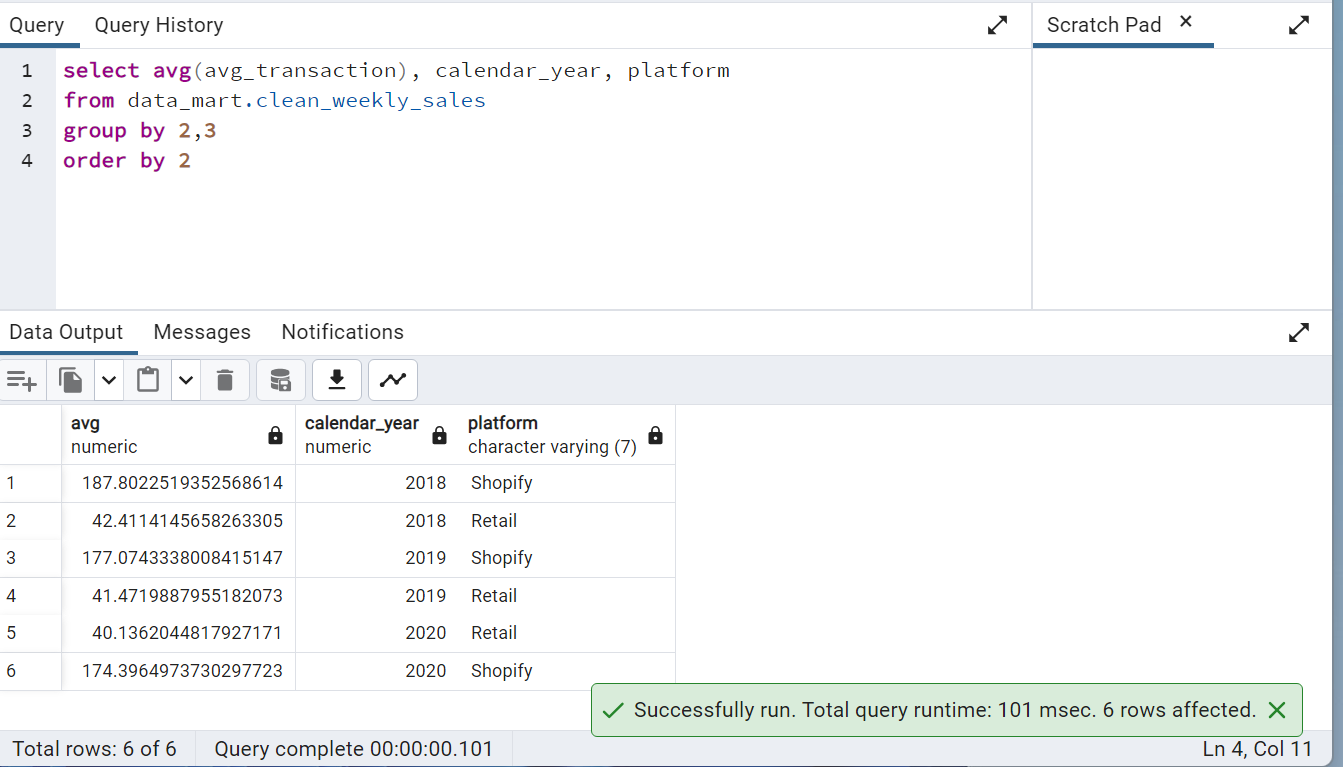 Query Query History Scratch Pad ×
1 select avg(avg_transaction), calendar_year, platform
2 from data_mart.clean_weekly_sales
3 group by 2,3
4 order by 2
Data Output Messages Notifications
avg calendar_year platform
numeric numeric character varying (7)
1 187.8022519352568614 2018 Shopify
2 42.4114145658263305 2018 Retail
3 177.0743338008415147 2019 Shopify
4 41.4719887955182073 2019 Retail
5 40.1362044817927171 2020 Retail
6 174.3964973730297723 2020 Shopify
Successfully run. Total query runtime: 101 msec. 6 rows affected.
Total rows: 6 of 6 Query complete 00:00:00.101 Ln 4, Col 11